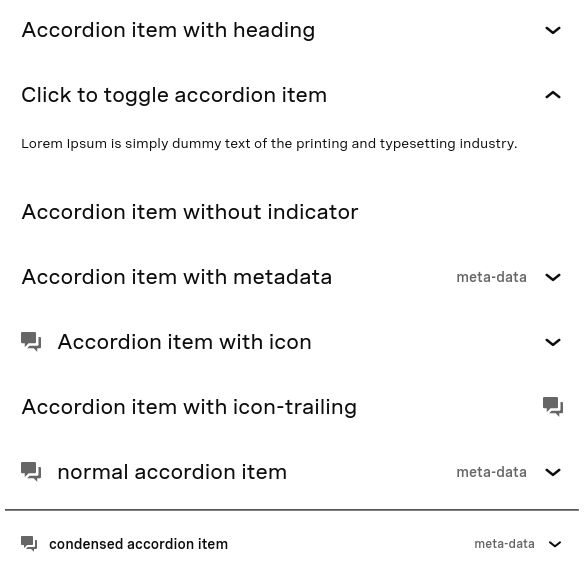 Accordion item with heading
Click to toggle accordion item
Lorem Ipsum is simply dummy text of the printing and typesetting industry.
Accordion item without indicator
Accordion item with metadata meta-data
Accordion item with icon
Accordion item with icon-trailing
normal accordion item meta-data
condensed accordion item meta-data